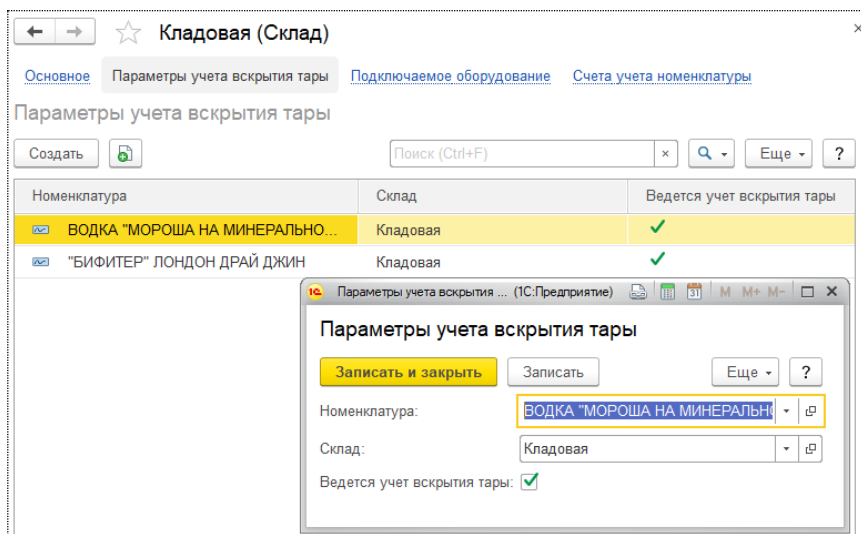 Кладовая (Склад)
Основное Параметры учета вскрытия тары Подключаемое оборудование Счета учета номенклатуры
Параметры учета вскрытия тары
Создать Поиск (Ctrl+F) × Еще ?
Номенклатура Склад Ведется учет вскрытия тары
ВОДКА "МОРОША НА МИНЕРАЛЬНО... Кладовая
"БИФИТЕР" ЛОНДОН ДРАЙ ДЖИН Кладовая
1С Параметры учета вскрытия ... (1С:Предприятие) 31 M M+ M-
Параметры учета вскрытия тары
Записать и закрыть Записать Еще ?
Номенклатура: ВОДКА "МОРОША НА МИНЕРАЛЬНО
Склад: Кладовая
Ведется учет вскрытия тары: